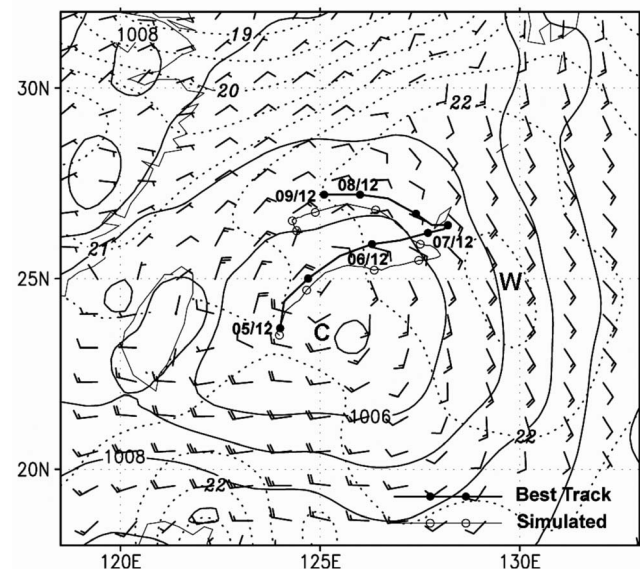 1008
19
20
30N
22
09/12
08/12
21
07/12
06/12
25N
W
05/12
C
1006
22
1008
20N
22
Best Track
Simulated
120E
125E
130E